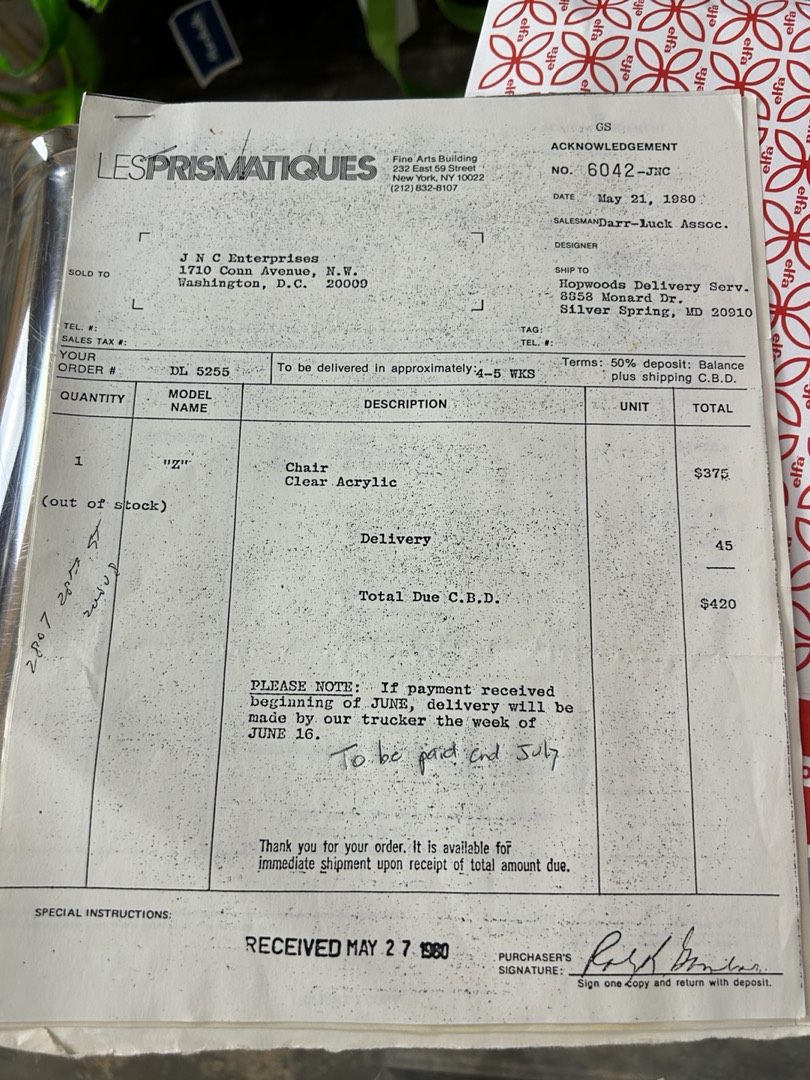 GS
LESPRISMATIQUES
Fine Arts Building
232 East 59 Street
New York, NY 10022
(212) 832-8107
ACKNOWLEDGEMENT
NO. 6042-JNC
DATE May 21, 1980
SALESMAN Darr-Luck Assoc.
DESIGNER
SOLD TO
J N C Enterprises
1710 Conn Avenue, N.W.
Washington, D.C. 20009
SHIP TO
Hopwoods Delivery Serv.
8858 Monard Dr.
Silver Spring, MD 20910
TEL. #:
SALES TAX #:
TAG:
TEL. #:
YOUR
ORDER # DL 5255
To be delivered in approximately: 4-5 WKS
Terms: 50% deposit: Balance
plus shipping C.B.D.
QUANTITY MODEL NAME DESCRIPTION UNIT TOTAL
1 "Z" Chair $375
Clear Acrylic
(out of stock)
Delivery 45
Total Due C.B.D. $420
2807
PLEASE NOTE: If payment received
beginning of JUNE, delivery will be
made by our trucker the week of
JUNE 16.
To be paid end July
Thank you for your order. It is available for
immediate shipment upon receipt of total amount due.
SPECIAL INSTRUCTIONS:
RECEIVED MAY 27 1980
PURCHASER'S
SIGNATURE:
Sign one copy and return with deposit.
elfa